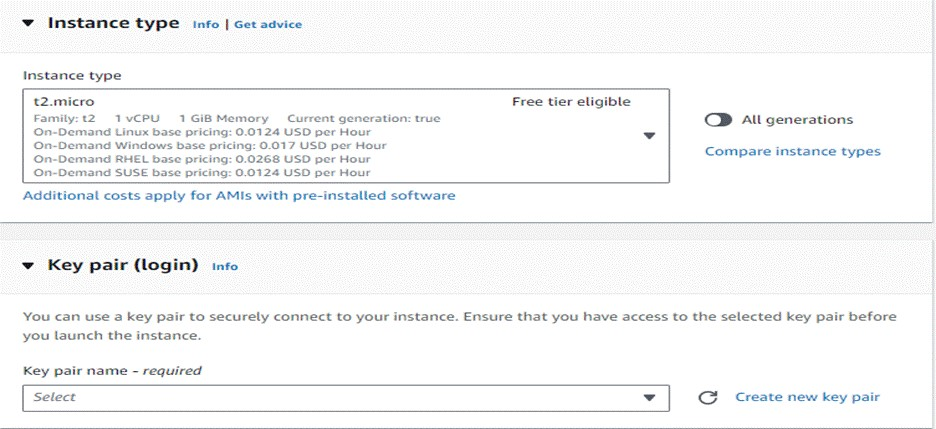 Instance type Info | Get advice
Instance type
t2.micro Free tier eligible
Family: t2 1 vCPU 1 GiB Memory Current generation: true
On-Demand Linux base pricing: 0.0124 USD per Hour
On-Demand Windows base pricing: 0.017 USD per Hour
On-Demand RHEL base pricing: 0.0268 USD per Hour
On-Demand SUSE base pricing: 0.0124 USD per Hour
All generations
Compare instance types
Additional costs apply for AMIs with pre-installed software
Key pair (login) Info
You can use a key pair to securely connect to your instance. Ensure that you have access to the selected key pair before
you launch the instance.
Key pair name - required
Select
Create new key pair